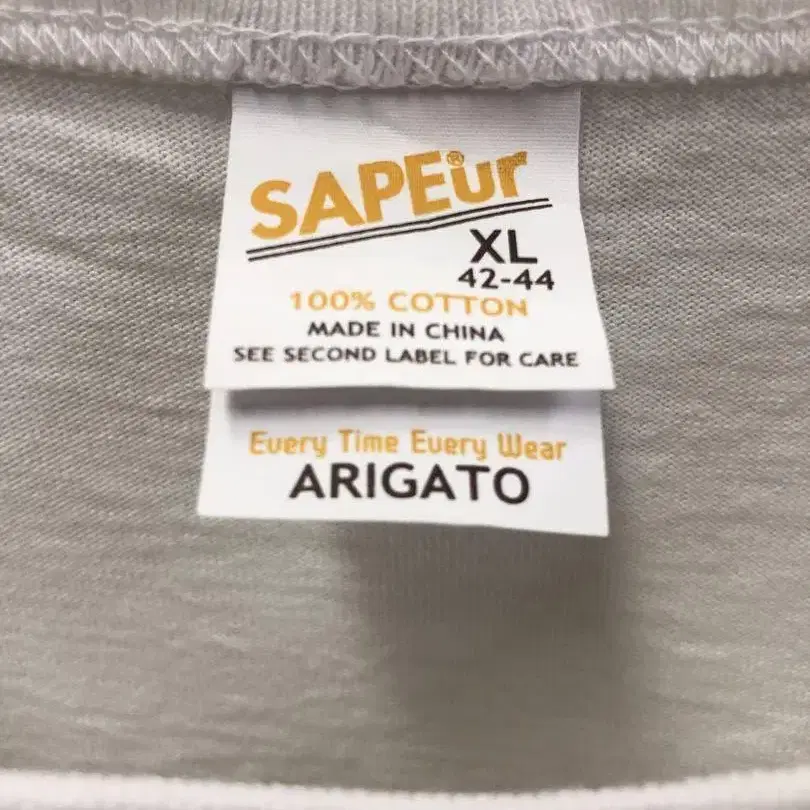 SAPEur®
XL
42-44
100% COTTON
MADE IN CHINA
SEE SECOND LABEL FOR CARE
Every Time Every Wear
ARIGATO